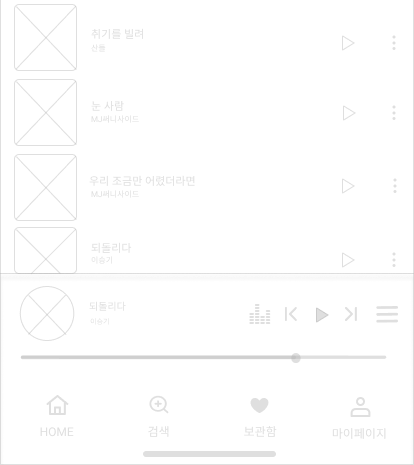 취기를 빌려
산들
눈 사람
MJ써니사이드
우리 조금만 어렸더라면
MJ써니사이드
되돌리다
이승기
되돌리다
이승기
HOME 검색 보관함 마이페이지